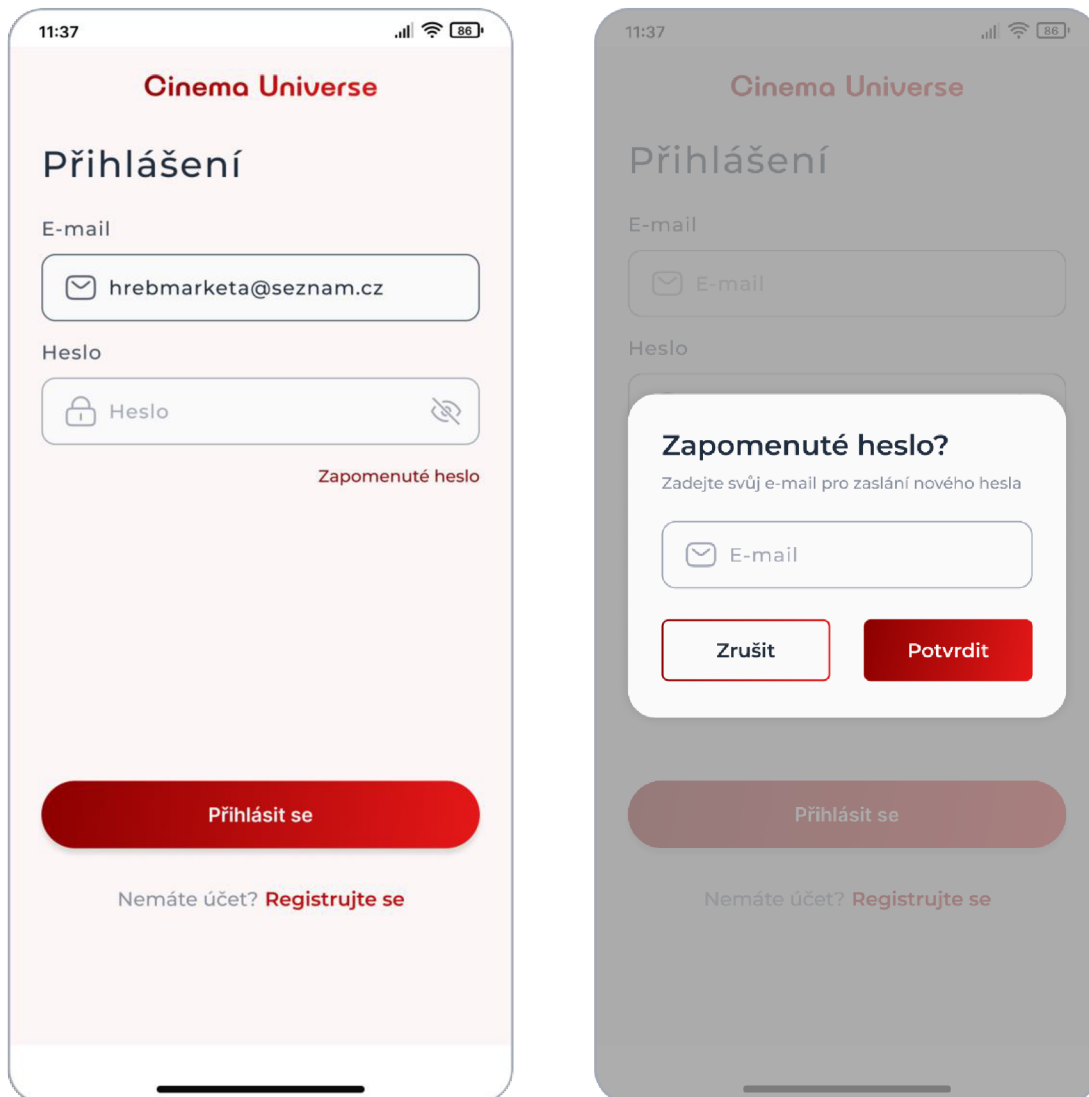 11:37
86
Cinema Universe
Přihlášení
E-mail
hrebmarketa@seznam.cz
Heslo
Heslo
Zapomenuté heslo
Přihlásit se
Nemáte účet? Registrujte se
11:37
86
Cinema Universe
Přihlášení
E-mail
E-mail
Heslo
Zapomenuté heslo?
Zadejte svůj e-mail pro zaslání nového hesla
E-mail
Zrušit
Potvrdit
Přihlásit se
Nemáte účet? Registrujte se